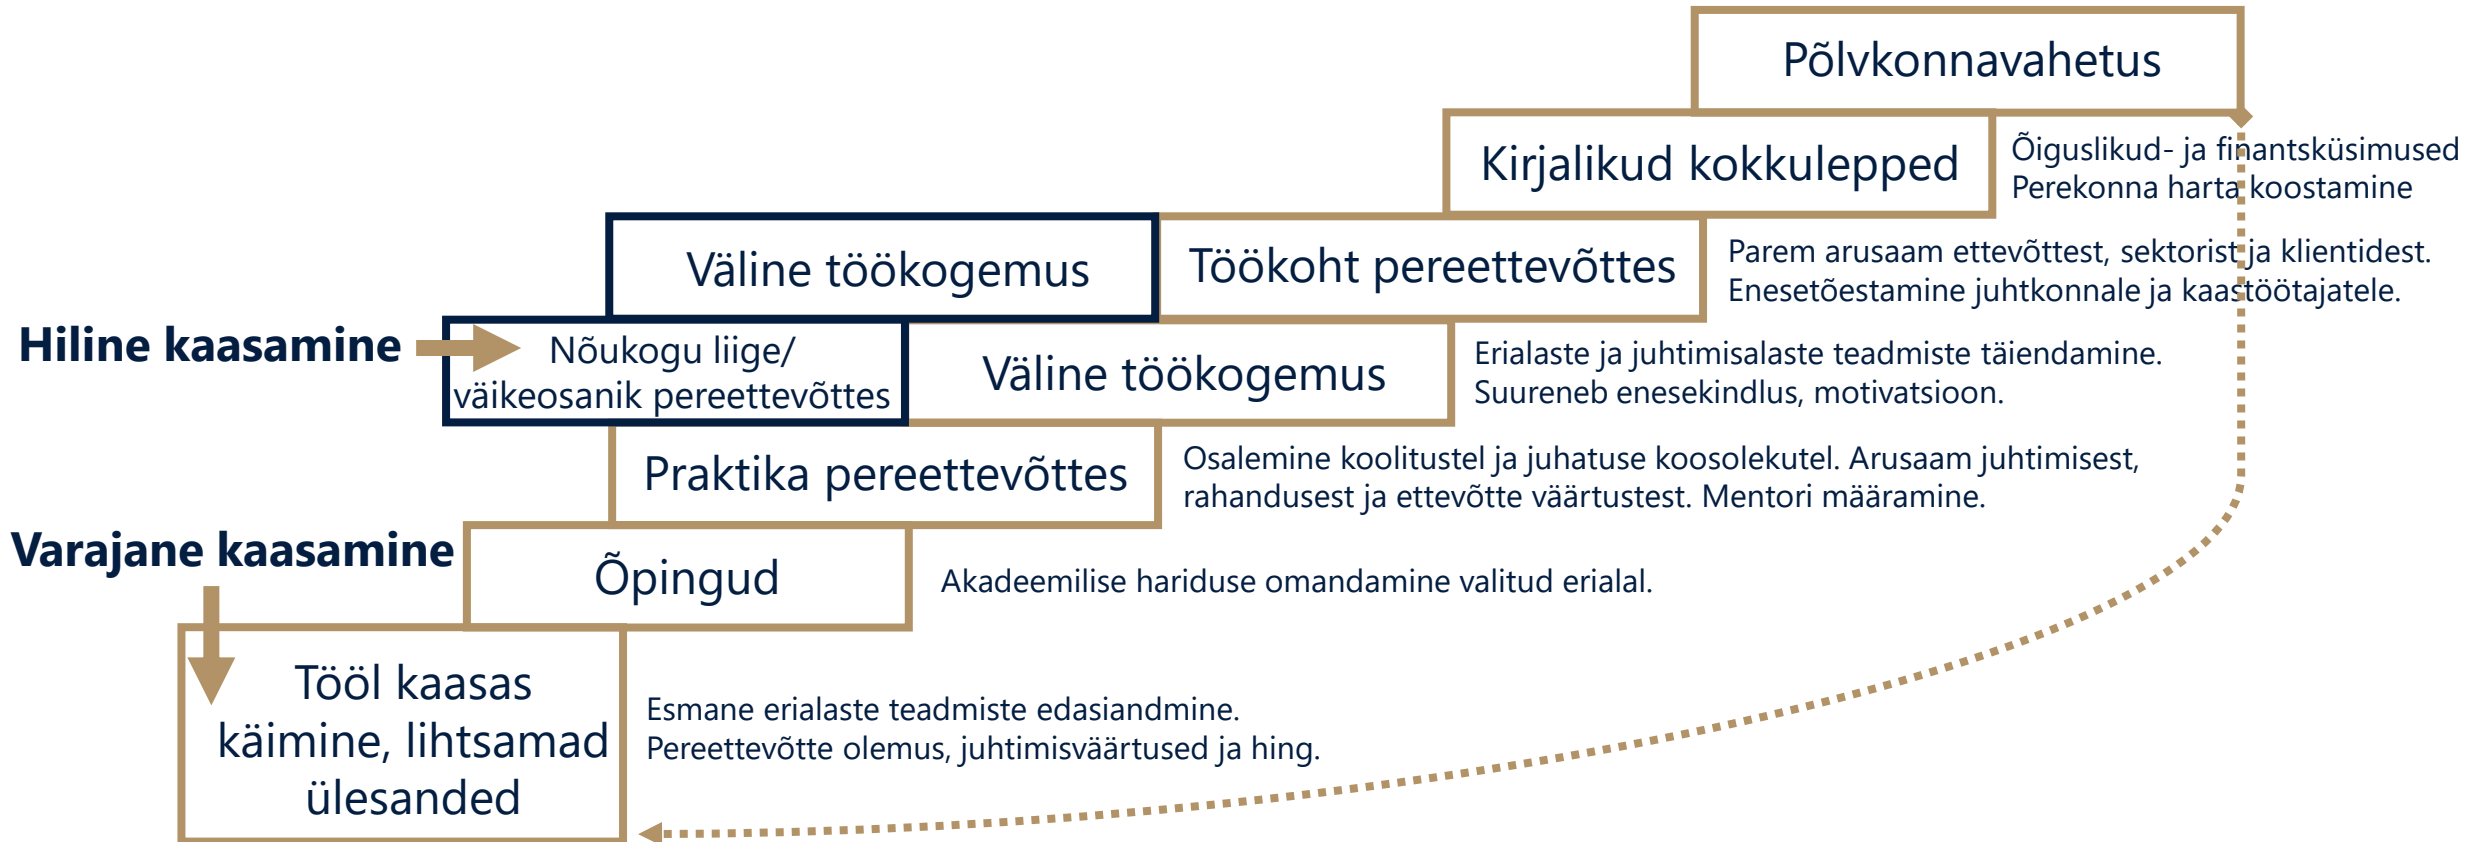 Põlvkonnavahetus
Kirjalikud kokkulepped
Õiguslikud- ja finantsküsimused
Perekonna harta koostamine
Väline töökogemus
Töökoht pereettevõttes
Parem arusaam ettevõttest, sektorist ja klientidest.
Enesetõestamine juhtkonnale ja kaastöötajatele.
Hiline kaasamine
Nõukogu liige/
väikeosanik pereettevõttes
Väline töökogemus
Erialaste ja juhtimisalaste teadmiste täiendamine.
Suureneb enesekindlus, motivatsioon.
Praktika pereettevõttes
Osalemine koolitustel ja juhatuse koosolekutel. Arusaam juhtimisest,
rahandusest ja ettevõtte väärtustest. Mentori määramine.
Varajane kaasamine
Õpingud
Akadeemilise hariduse omandamine valitud erialal.
Tööl kaasas
käimine, lihtsamad
ülesanded
Esmane erialaste teadmiste edasiandmine.
Pereettevõtte olemus, juhtimisväärtused ja hing.